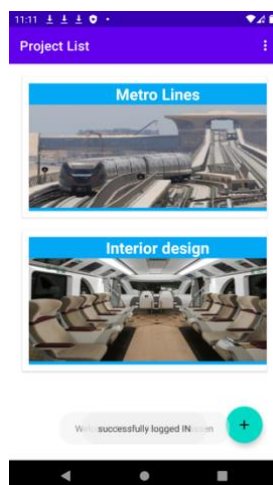 11:11
Project List
Metro Lines
Interior design
successfully logged IN
+